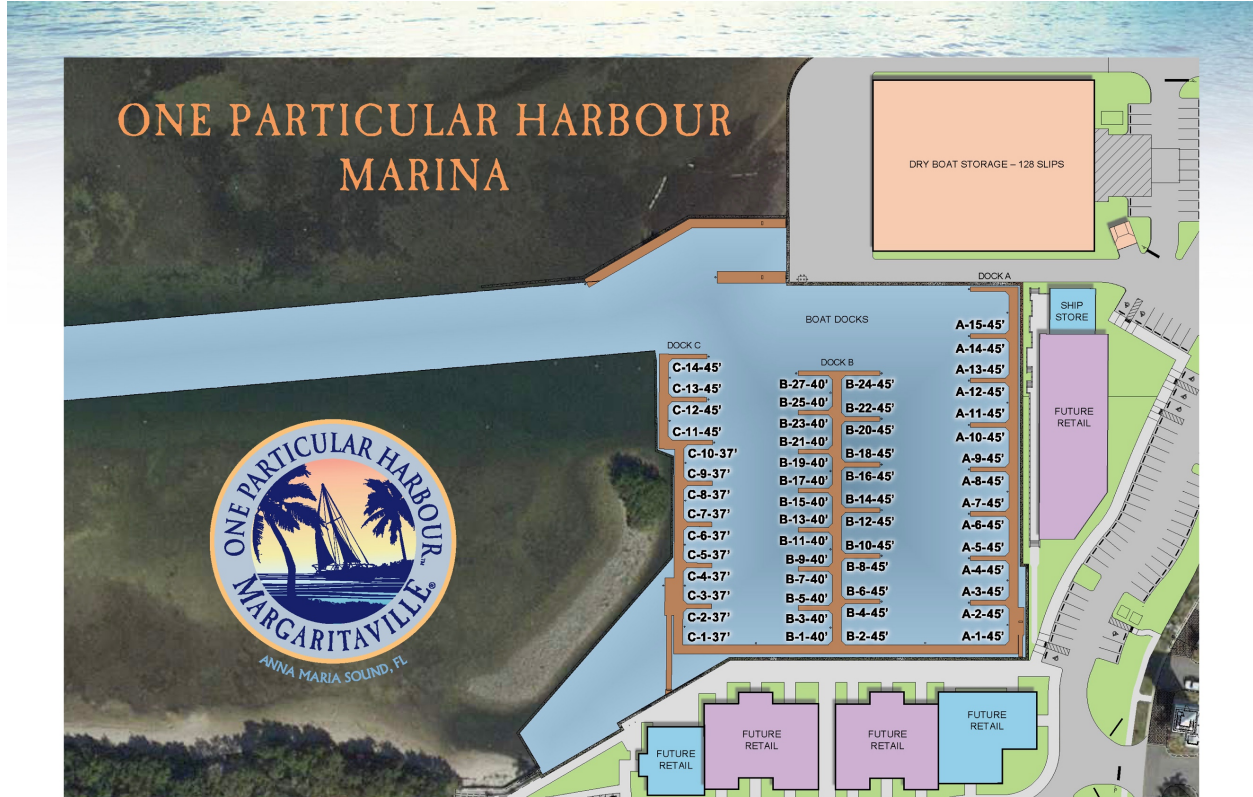 ONE PARTICULAR HARBOUR
MARINA
DRY BOAT STORAGE – 128 SLIPS
DOCK A
BOAT DOCKS
SHIP
STORE
A-15-45'
A-14-45'
A-13-45'
A-12-45'
A-11-45'
A-10-45'
A-9-45'
A-8-45'
A-7-45'
A-6-45'
A-5-45'
A-4-45'
A-3-45'
A-2-45'
A-1-45'
FUTURE
RETAIL
DOCK B
B-27-40'
B-25-40'
B-23-40'
B-21-40'
B-19-40'
B-17-40'
B-15-40'
B-13-40'
B-11-40'
B-9-40'
B-7-40'
B-5-40'
B-3-40'
B-1-40'
B-24-45'
B-22-45'
B-20-45'
B-18-45'
B-16-45'
B-14-45'
B-12-45'
B-10-45'
B-8-45'
B-6-45'
B-4-45'
B-2-45'
DOCK C
C-14-45'
C-13-45'
C-12-45'
C-11-45'
C-10-37'
C-9-37'
C-8-37'
C-7-37'
C-6-37'
C-5-37'
C-4-37'
C-3-37'
C-2-37'
C-1-37'
ONE PARTICULAR HARBOUR™
MARGARITAVILLE®
ANNA MARIA SOUND, FL
FUTURE
RETAIL
FUTURE
RETAIL
FUTURE
RETAIL
FUTURE
RETAIL